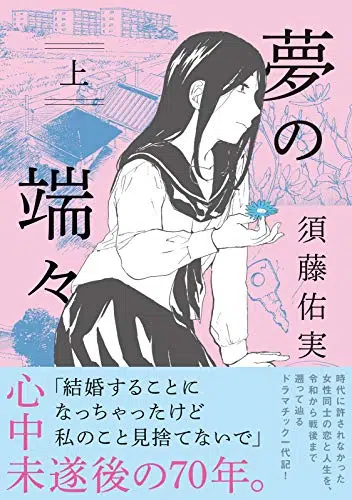 夢の
端々
上
須藤佑実
「結婚することに
なっちゃったけど
私のこと見捨てないで」
心中未遂後の70年。
時代に許されなかった
女性同士の恋と人生を、
令和から戦後まで
遡って辿る
ドラマチック一代記!